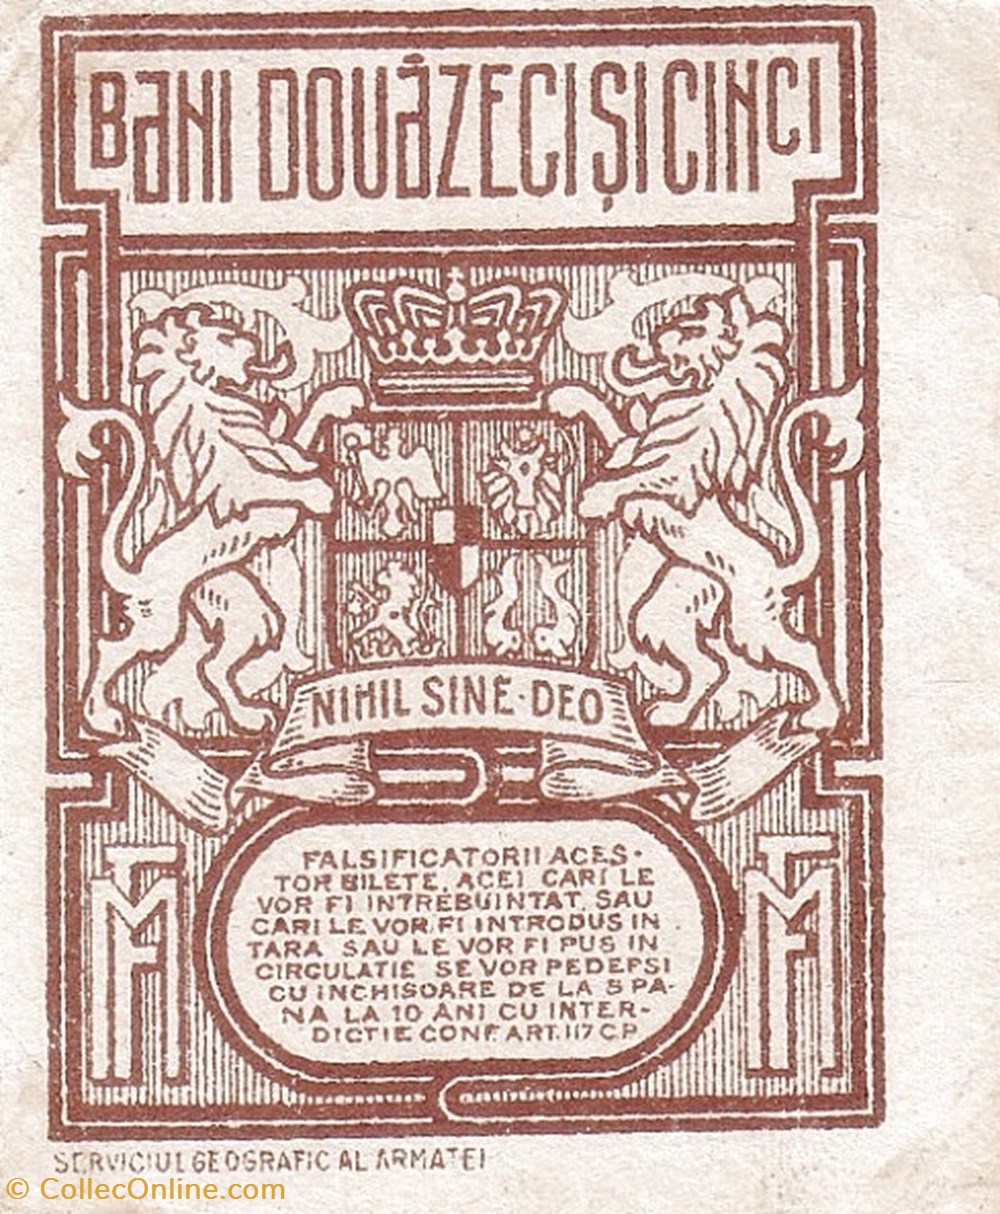 BANI DOUĂZECI ȘI CINCI
NIHIL SINE·DEO
FALSIFICATORII ACES-
TOR BILETE, ACEI CARI LE
VOR FI INTREBUINTAT, SAU
CARI LE VOR FI INTRODUS IN
TARA SAU LE VOR FI PUS IN
CIRCULATIE SE VOR PEDEPSI
CU INCHISOARE DE LA 5 PA-
NA LA 10 ANI CU INTER-
DICTIE CONF. ART. 117 C.P.
SERVICIUL GEOGRAFIC AL ARMATEI
© CollecOnline.com